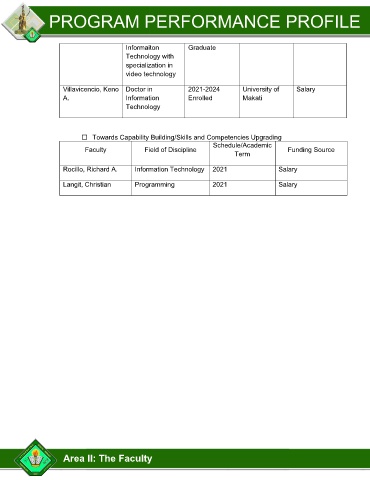 PROGRAM PERFORMANCE PROFILE
Informaiton Graduate
Technology with
specialization in
video technology
Villavicencio, Keno Doctor in 2021-2024 University of Salary
A. Information Enrolled Makati
Technology
☐ Towards Capability Building/Skills and Competencies Upgrading
Faculty Field of Discipline Schedule/Academic Term Funding Source
Rocillo, Richard A. Information Technology 2021 Salary
Langit, Christian Programming 2021 Salary
Area II: The Faculty